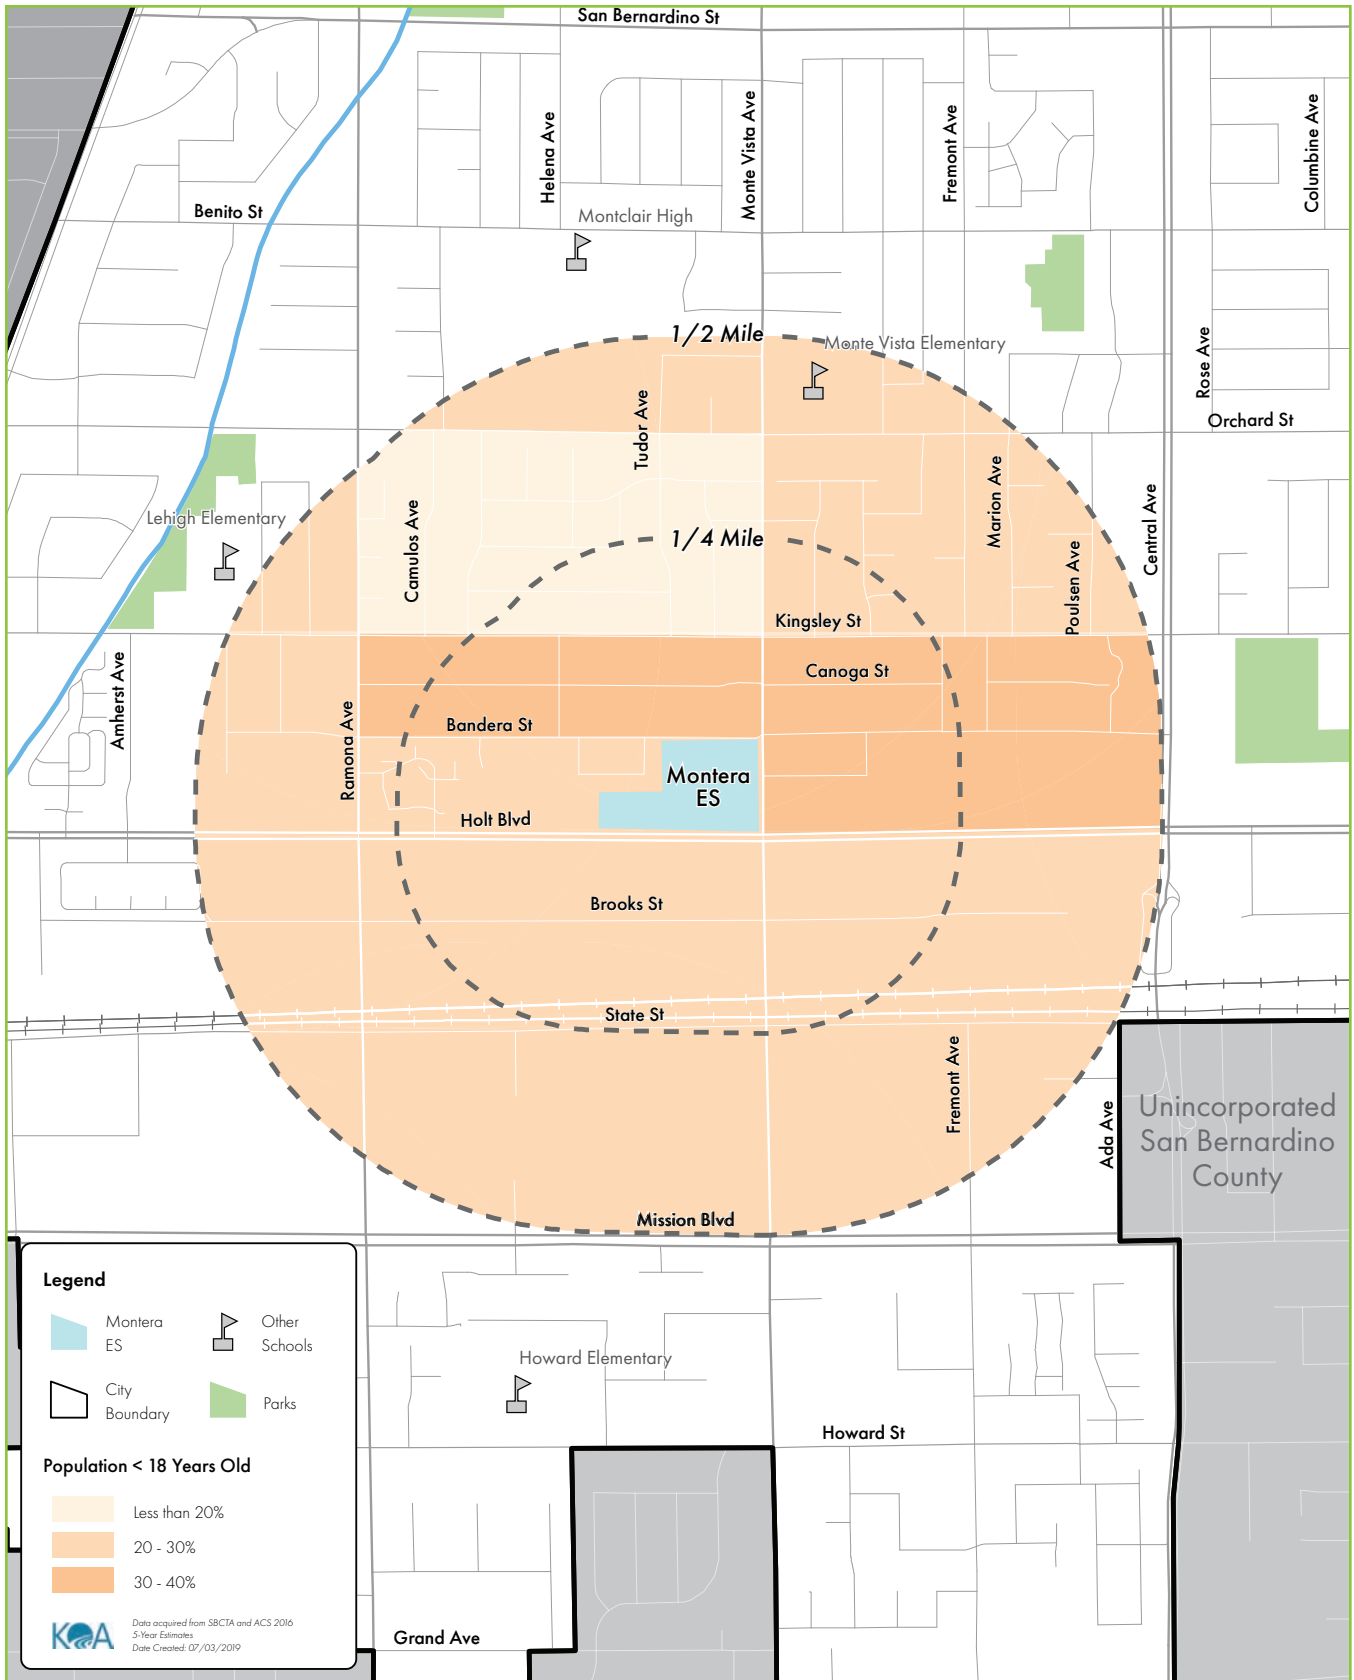 San Bernardino St
Helena Ave
Monte Vista Ave
Fremont Ave
Columbine Ave
Benito St
Montclair High
1/2 Mile
Monte Vista Elementary
Rose Ave
Tudor Ave
Orchard St
Marion Ave
Central Ave
Camulos Ave
Lehigh Elementary
1/4 Mile
Poulsen Ave
Kingsley St
Canoga St
Amherst Ave
Ramona Ave
Bandera St
Montera
ES
Holt Blvd
Brooks St
State St
Fremont Ave
Ada Ave
Unincorporated
San Bernardino
County
Mission Blvd
Legend
Montera
ES
Other
Schools
City
Boundary
Parks
Population < 18 Years Old
Less than 20%
20 - 30%
30 - 40%
KOA
Data acquired from SBCTA and ACS 2016
5-Year Estimates
Date Created: 07/03/2019
Howard Elementary
Howard St
Grand Ave